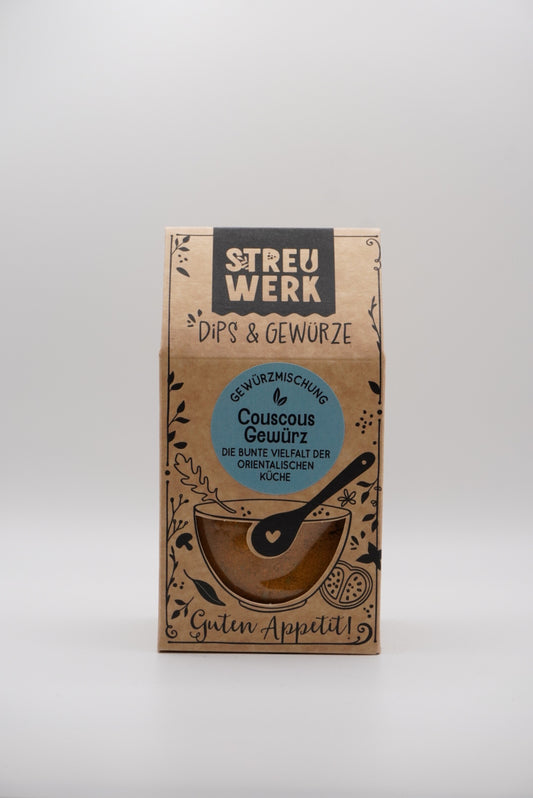 STREU
WERK
DiPS & GEWÜRZE
GEWÜRZMISCHUNG
Couscous
Gewürz
DIE BUNTE VIELFALT DER
ORIENTALISCHEN
KÜCHE
Guten Appetit!